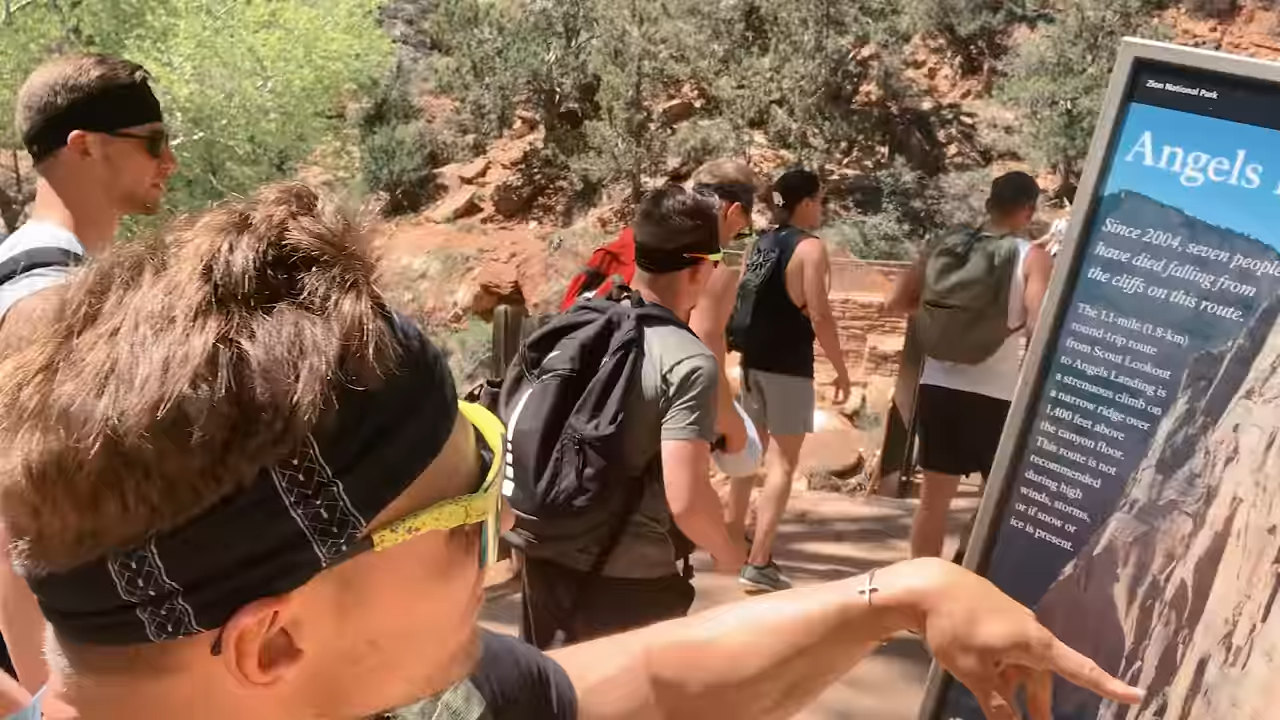 Zion National Park
Angels
Since 2004, seven people
have died falling from
the cliffs on this route.
The 1.1-mile (1.8-km)
round-trip route
from Scout Lookout
to Angels Landing is
a strenuous climb on
a narrow ridge over
1,400 feet above
the canyon floor.
This route is not
recommended
during high
winds, storms,
or if snow or
ice is present.